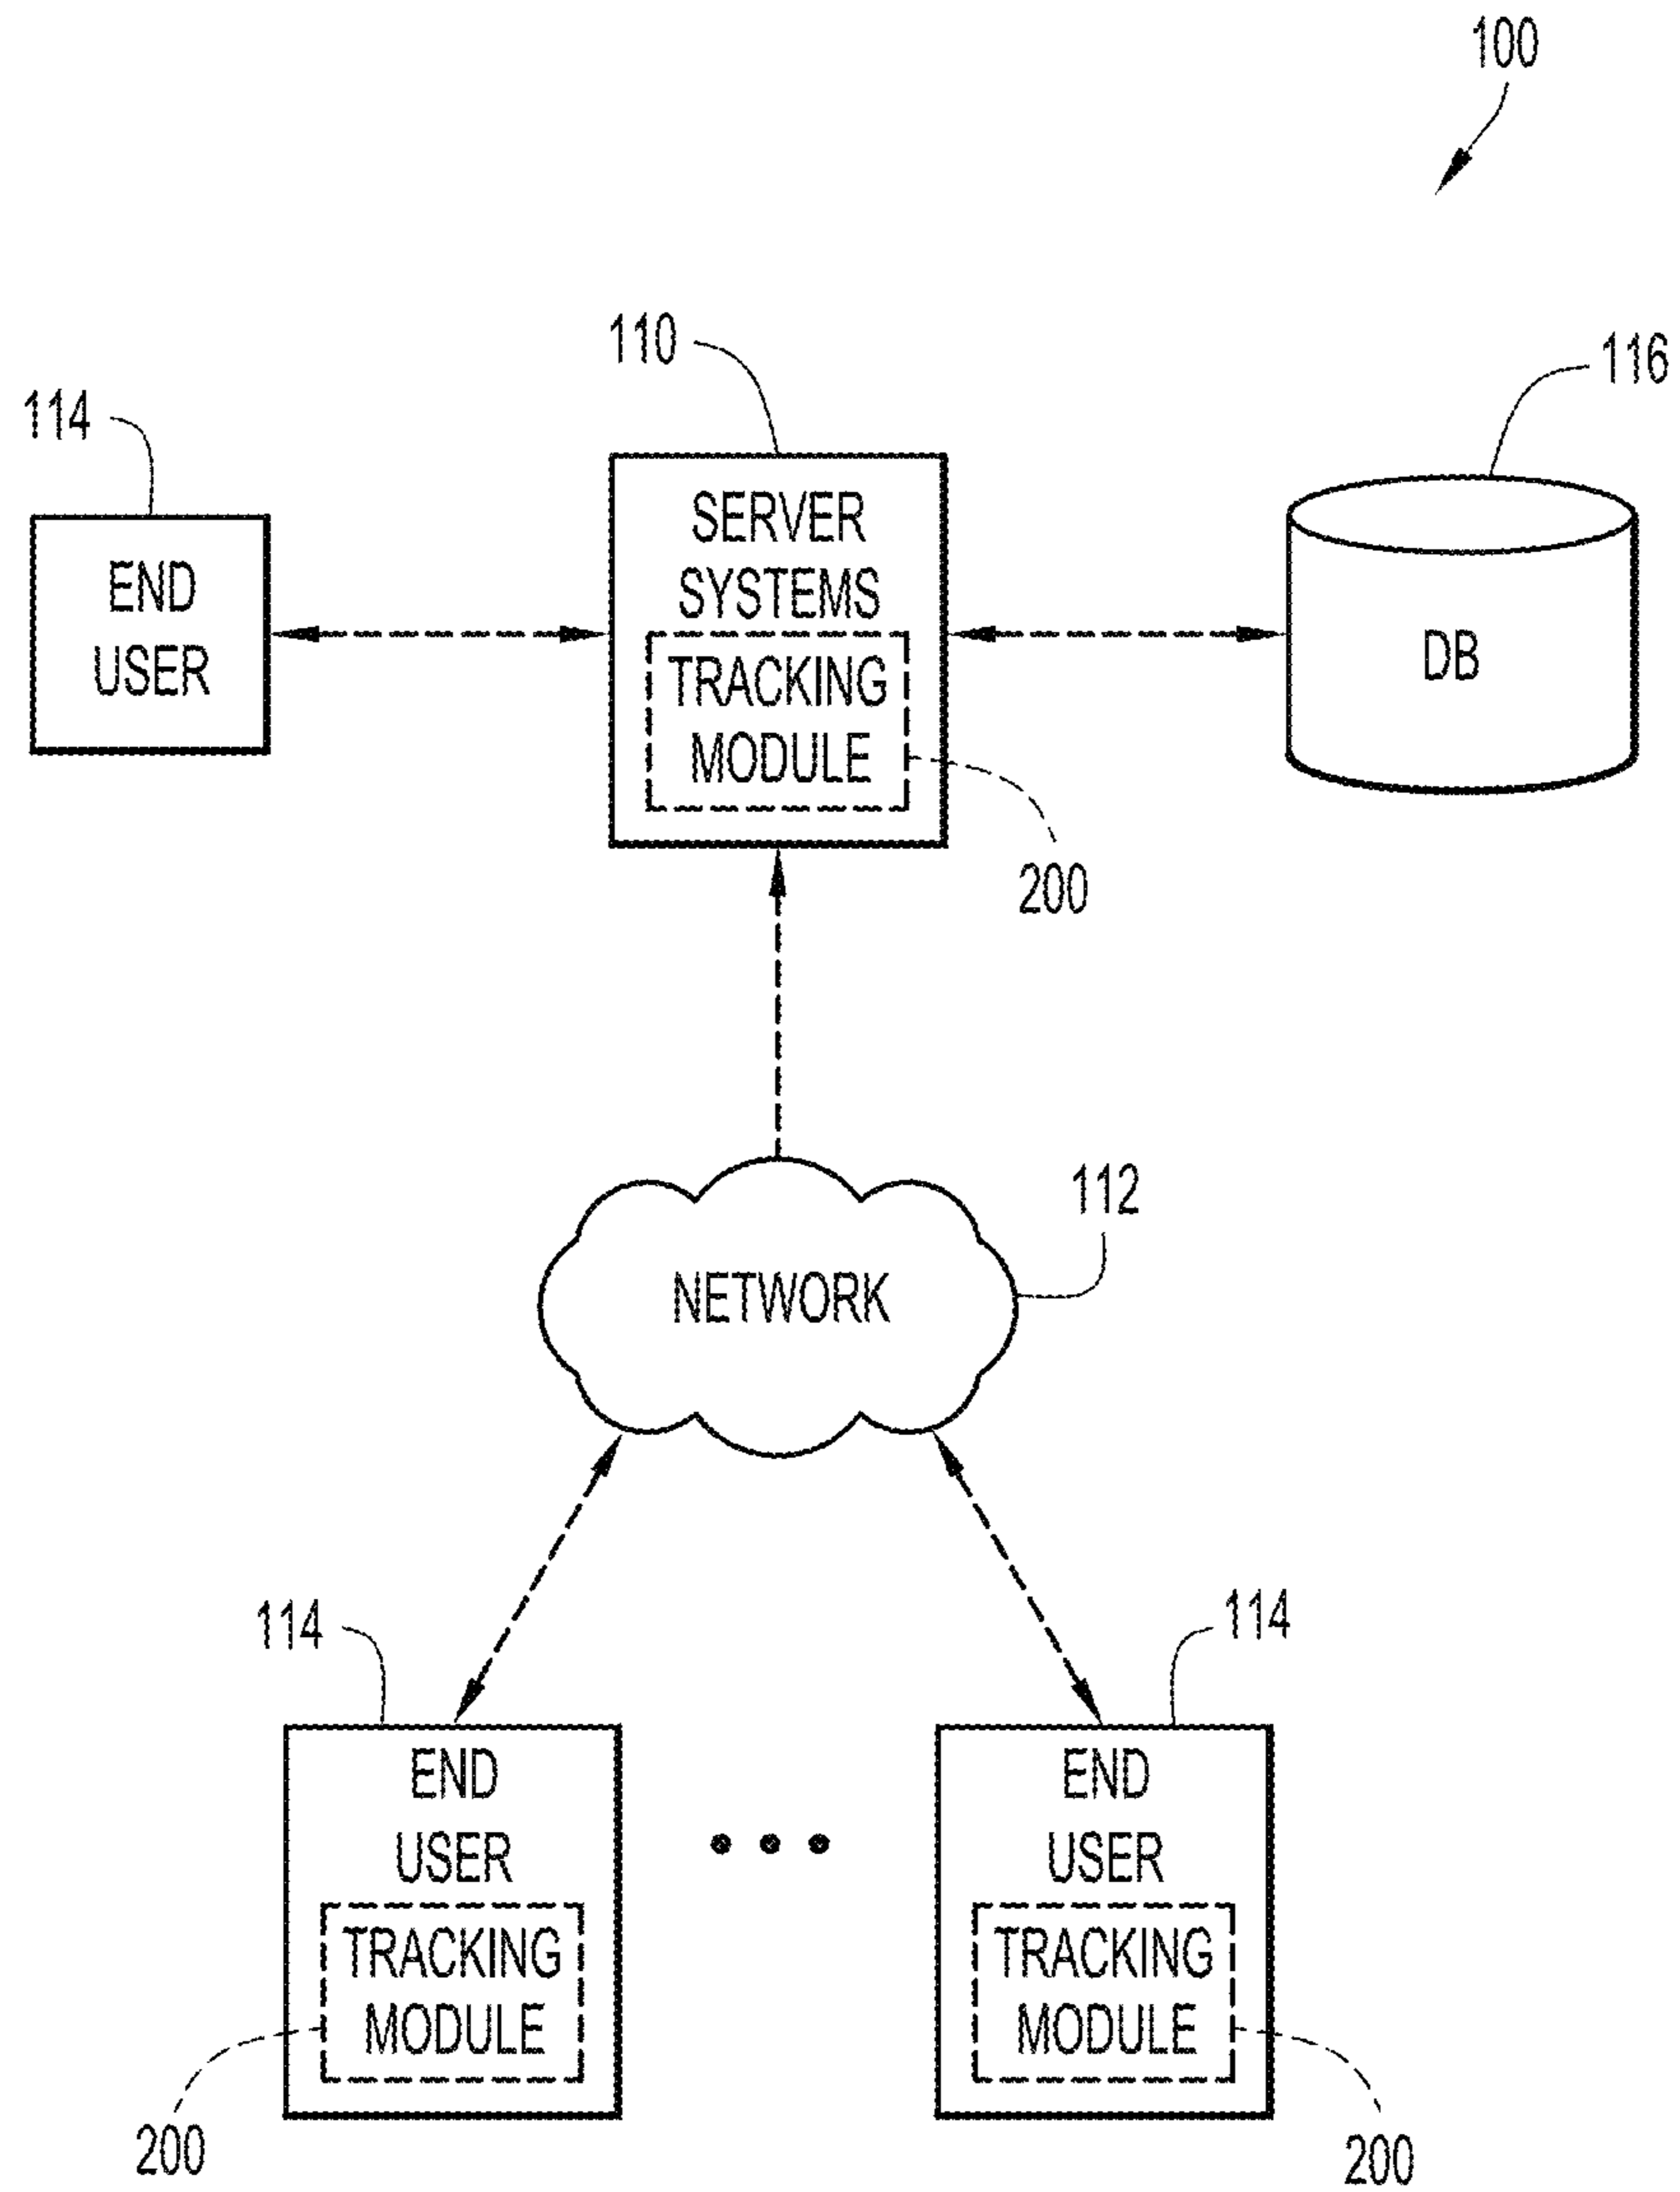 100
110
116
114
SERVER
SYSTEMS
END
USER
TRACKING
MODULE
DB
200
112
NETWORK
114
114
END
USER
TRACKING
MODULE
END
USER
TRACKING
MODULE
200
200